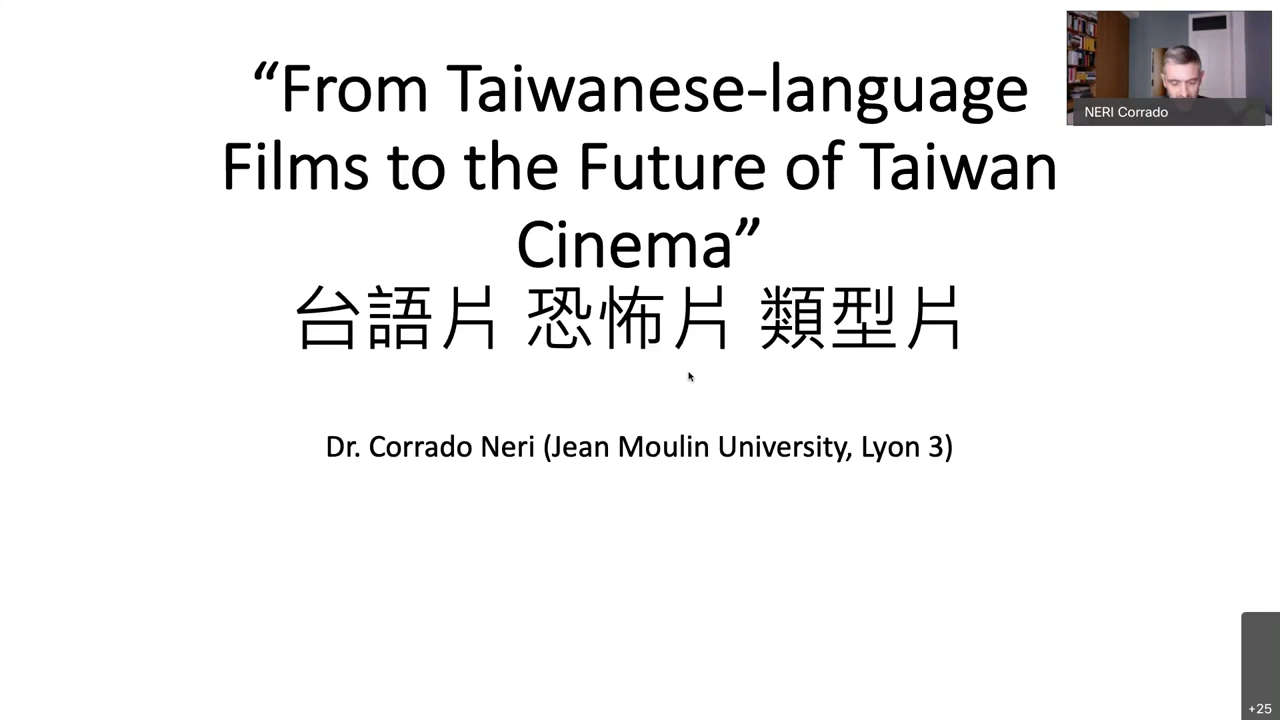 “From Taiwanese-language
Films to the Future of Taiwan
Cinema”
台語片 恐怖片 類型片
Dr. Corrado Neri (Jean Moulin University, Lyon 3)
NERI Corrado
+25